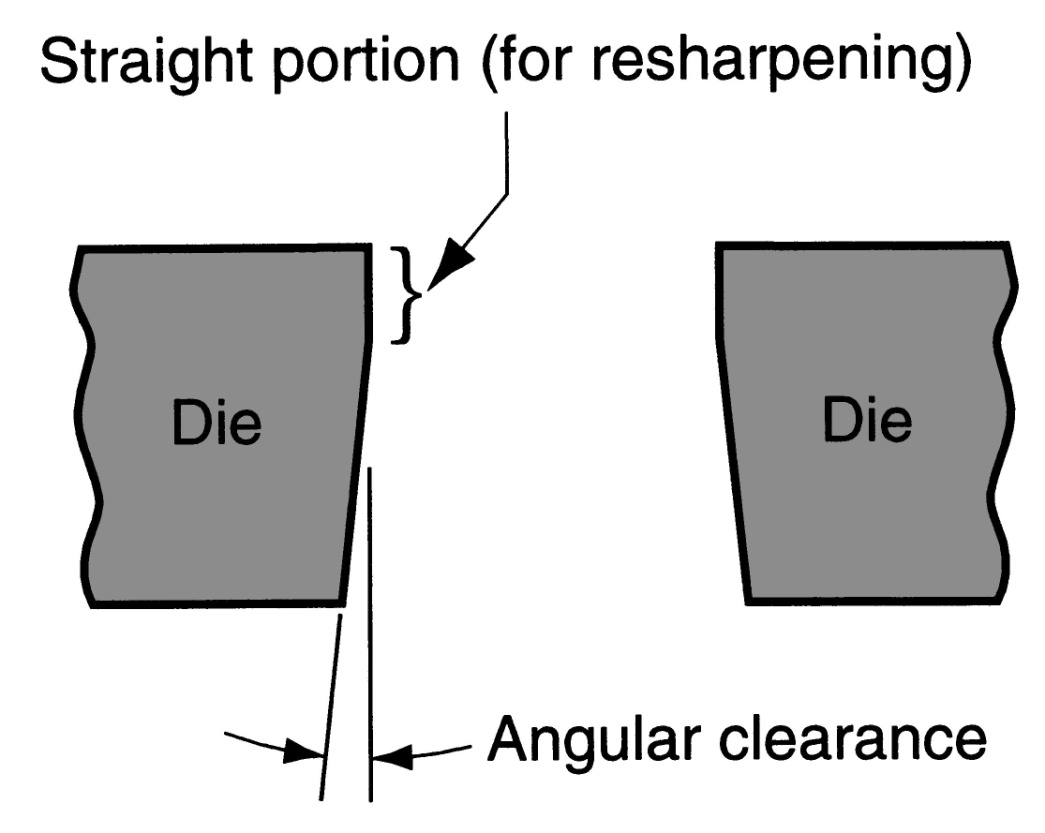 Straight portion (for resharpening)
Die
Die
Angular clearance